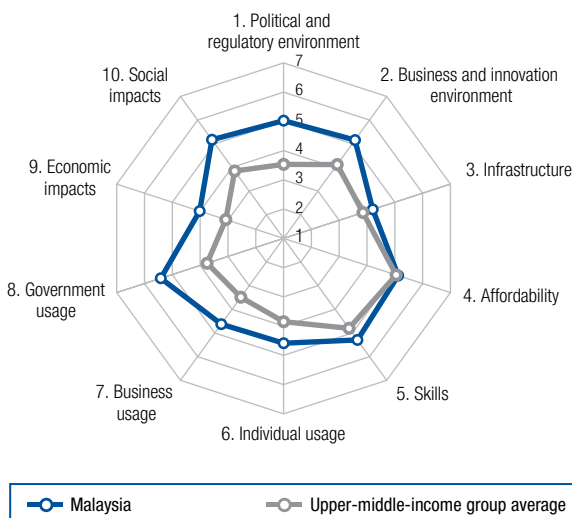 1. Political and
regulatory environment
2. Business and innovation
environment
3. Infrastructure
4. Affordability
5. Skills
6. Individual usage
7. Business
usage
8. Government
usage
9. Economic
impacts
10. Social
impacts
7
6
5
4
3
2
1
Malaysia
Upper-middle-income group average